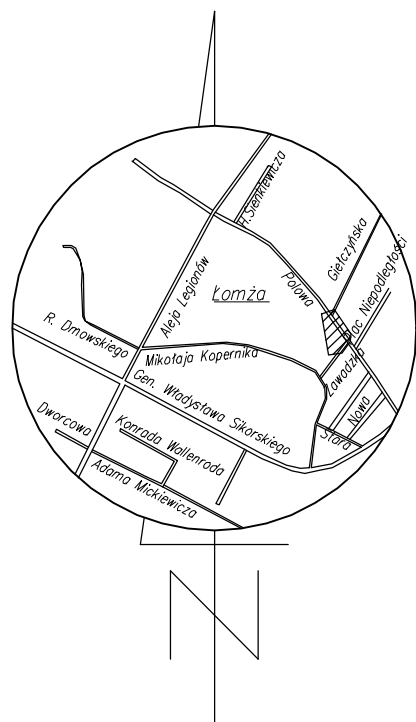 H.Sienkiewicza
Giełczyńska
Plac Niepodległości
Polowa
Aleja Legionów
Łomża
R. Dmowskiego
Mikołaja Kopernika
Zawadzka
Gen. Władysława Sikorskiego
Nowa
Stara
Dworcowa
Konrada Wallenroda
Adama Mickiewicza
N